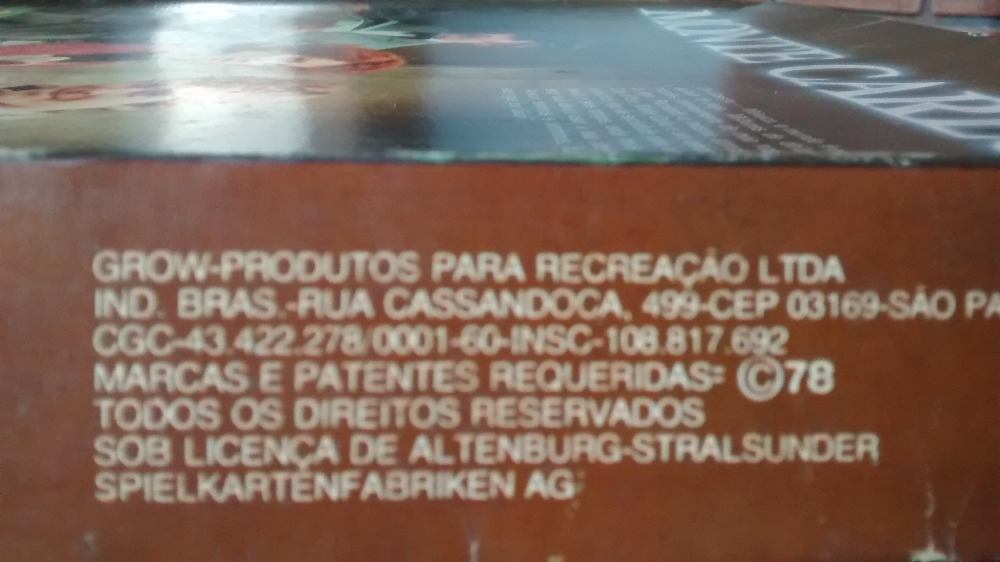 GROW-PRODUTOS PARA RECREAÇÃO LTDA
IND. BRAS.-RUA CASSANDOCA, 499-CEP 03169-SÃO PA
CGC-43.422.278/0001-60-INSC-108.817.692
MARCAS E PATENTES REQUERIDAS= ©78
TODOS OS DIREITOS RESERVADOS
SOB LICENÇA DE ALTENBURG-STRALSUNDER
SPIELKARTENFABRIKEN AG